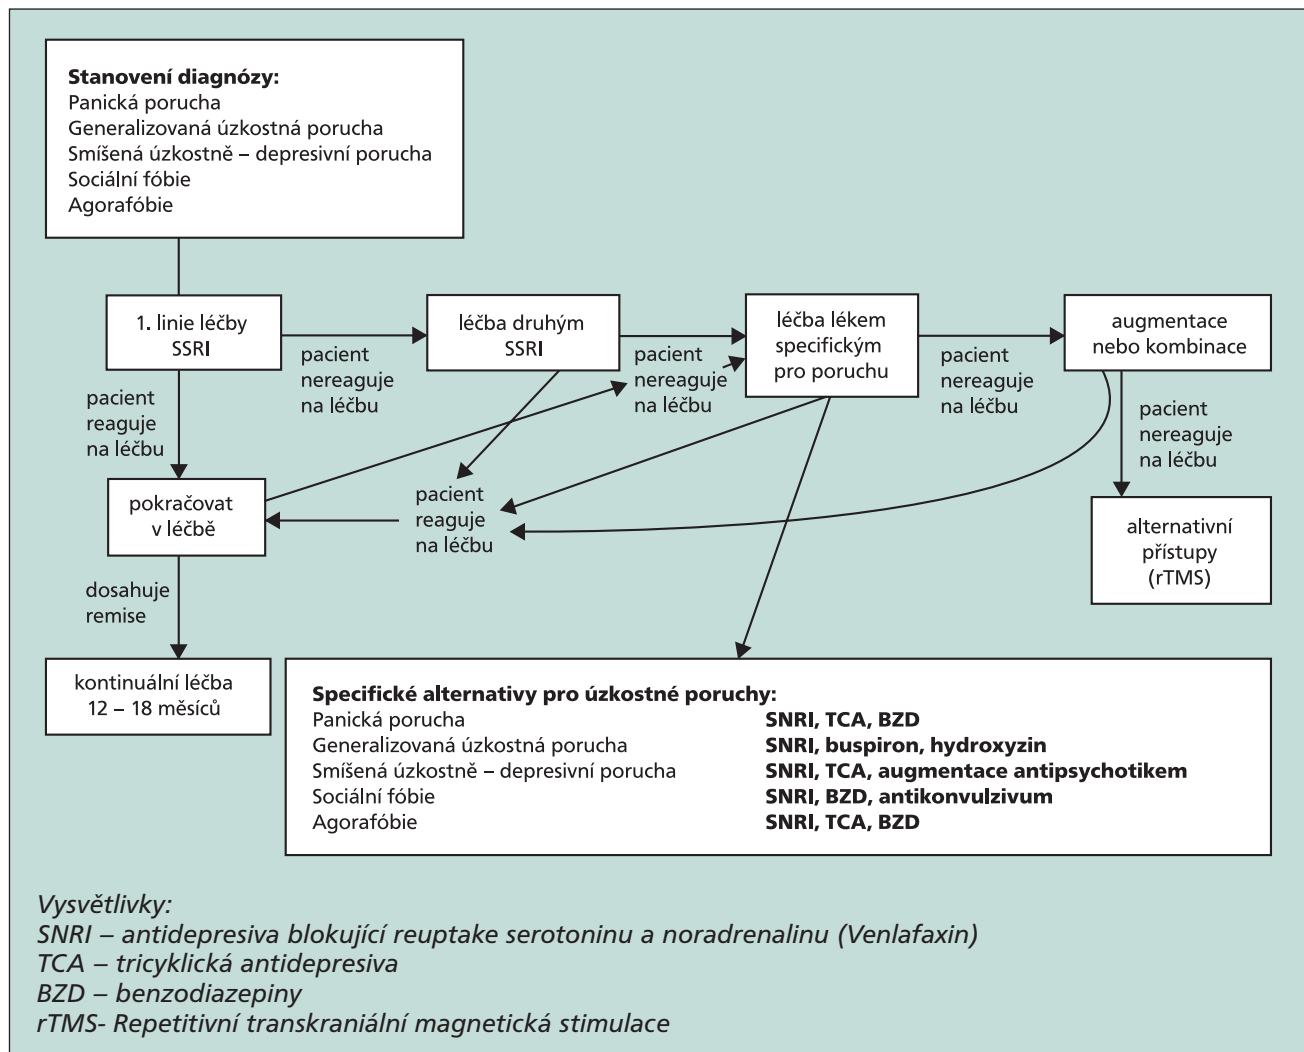 Stanovení diagnózy:
Panická porucha
Generalizovaná úzkostná porucha
Smíšená úzkostně – depresivní porucha
Sociální fóbie
Agorafóbie
1. linie léčby
SSRI
pacient
nereaguje
na léčbu
léčba druhým
SSRI
pacient
nereaguje
na léčbu
léčba lékem
specifickým
pro poruchu
pacient
nereaguje
na léčbu
augmentace
nebo kombinace
pacient
reaguje
na léčbu
pacient
nereaguje
na léčbu
pokračovat
v léčbě
pacient
reaguje
na léčbu
alternativní
přístupy
(rTMS)
dosahuje
remise
kontinuální léčba
12 – 18 měsíců
Specifické alternativy pro úzkostné poruchy:
Panická porucha SNRI, TCA, BZD
Generalizovaná úzkostná porucha SNRI, buspiron, hydroxyzin
Smíšená úzkostně – depresivní porucha SNRI, TCA, augmentace antipsychotikem
Sociální fóbie SNRI, BZD, antikonvulzivum
Agorafóbie SNRI, TCA, BZD
Vysvětlivky:
SNRI – antidepresiva blokující reuptake serotoninu a noradrenalinu (Venlafaxin)
TCA – tricyklická antidepresiva
BZD – benzodiazepiny
rTMS- Repetitivní transkraniální magnetická stimulace